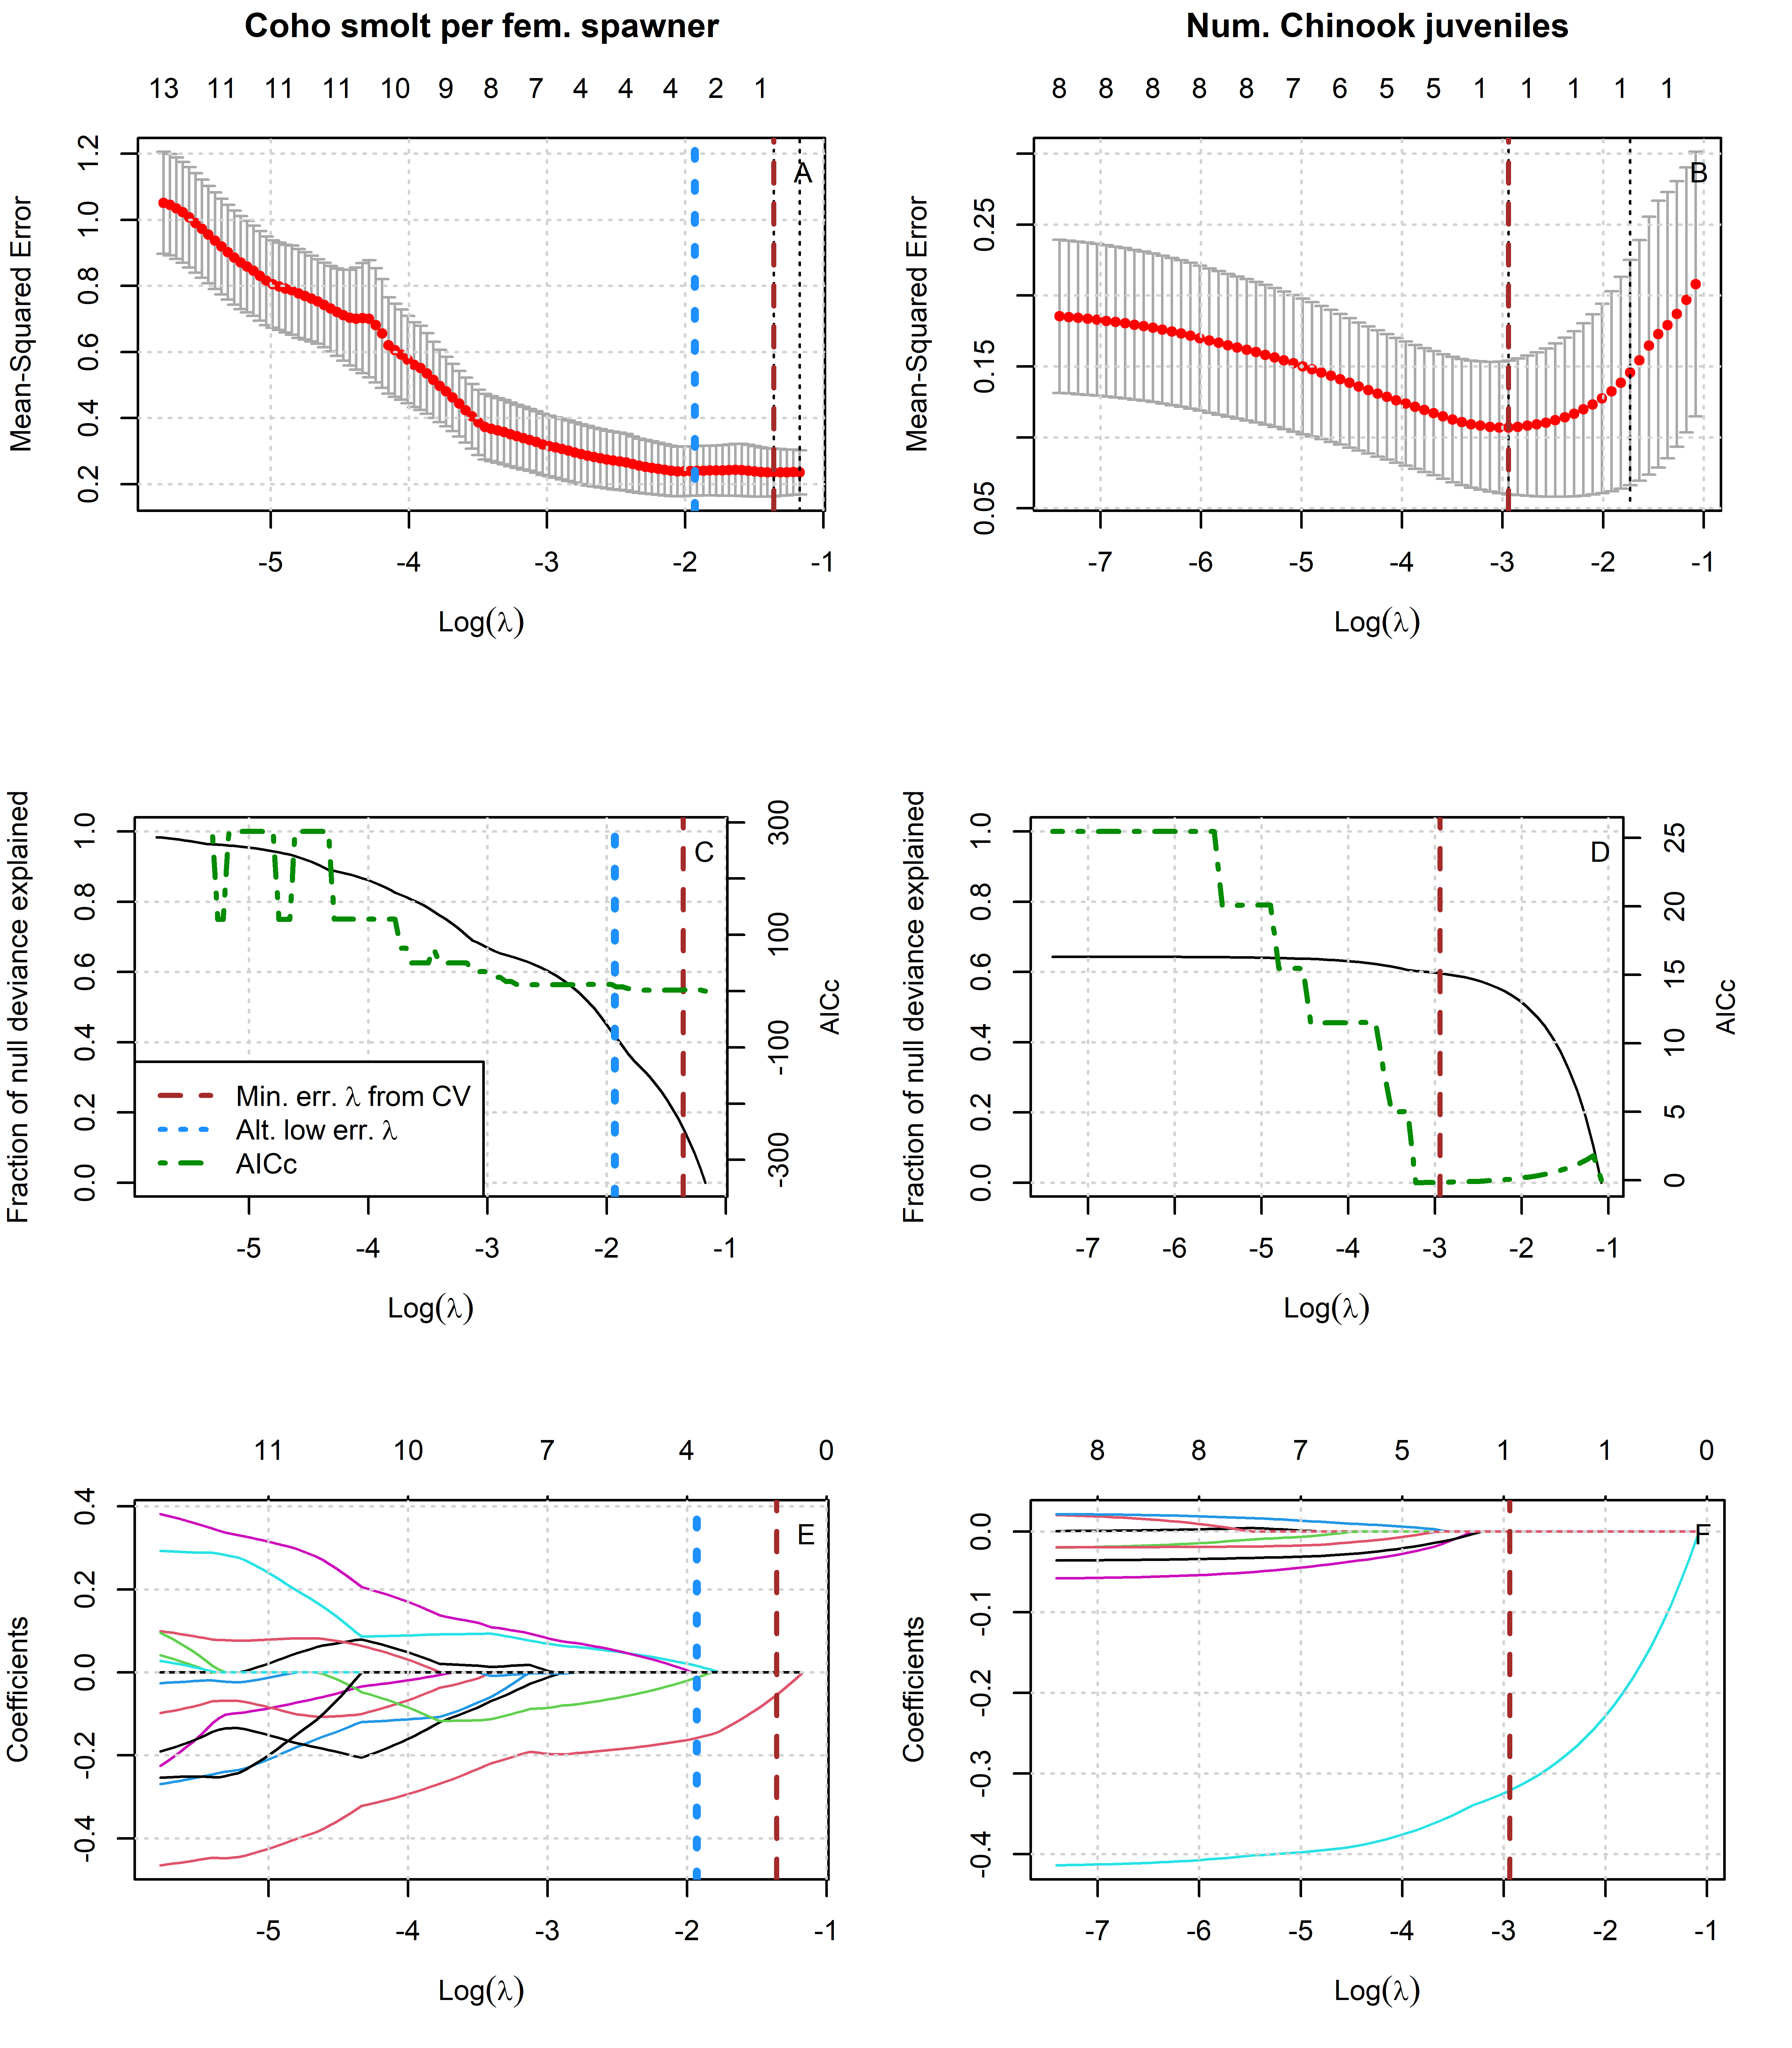 Coho smolt per fem. spawner
Num. Chinook juveniles
13 11 11 11 10 9 8 7 4 4 4 2 1
8 8 8 8 8 7 6 5 5 1 1 1 1 1
Mean-Squared Error
0.2 0.4 0.6 0.8 1.0 1.2
A
-5 -4 -3 -2 -1
Log(λ)
Mean-Squared Error
0.05 0.15 0.25
B
-7 -6 -5 -4 -3 -2 -1
Log(λ)
Fraction of null deviance explained
0.0 0.2 0.4 0.6 0.8 1.0
C
Min. err. λ from CV
Alt. low err. λ
AICc
-300 -100 100 300
AICc
-5 -4 -3 -2 -1
Log(λ)
Fraction of null deviance explained
0.0 0.2 0.4 0.6 0.8 1.0
D
0 5 10 15 20 25
AICc
-7 -6 -5 -4 -3 -2 -1
Log(λ)
11 10 7 4 0
Coefficients
-0.4 -0.2 0.0 0.2 0.4
E
-5 -4 -3 -2 -1
Log(λ)
8 8 7 5 1 1 0
Coefficients
-0.4 -0.3 -0.2 -0.1 0.0
F
-7 -6 -5 -4 -3 -2 -1
Log(λ)